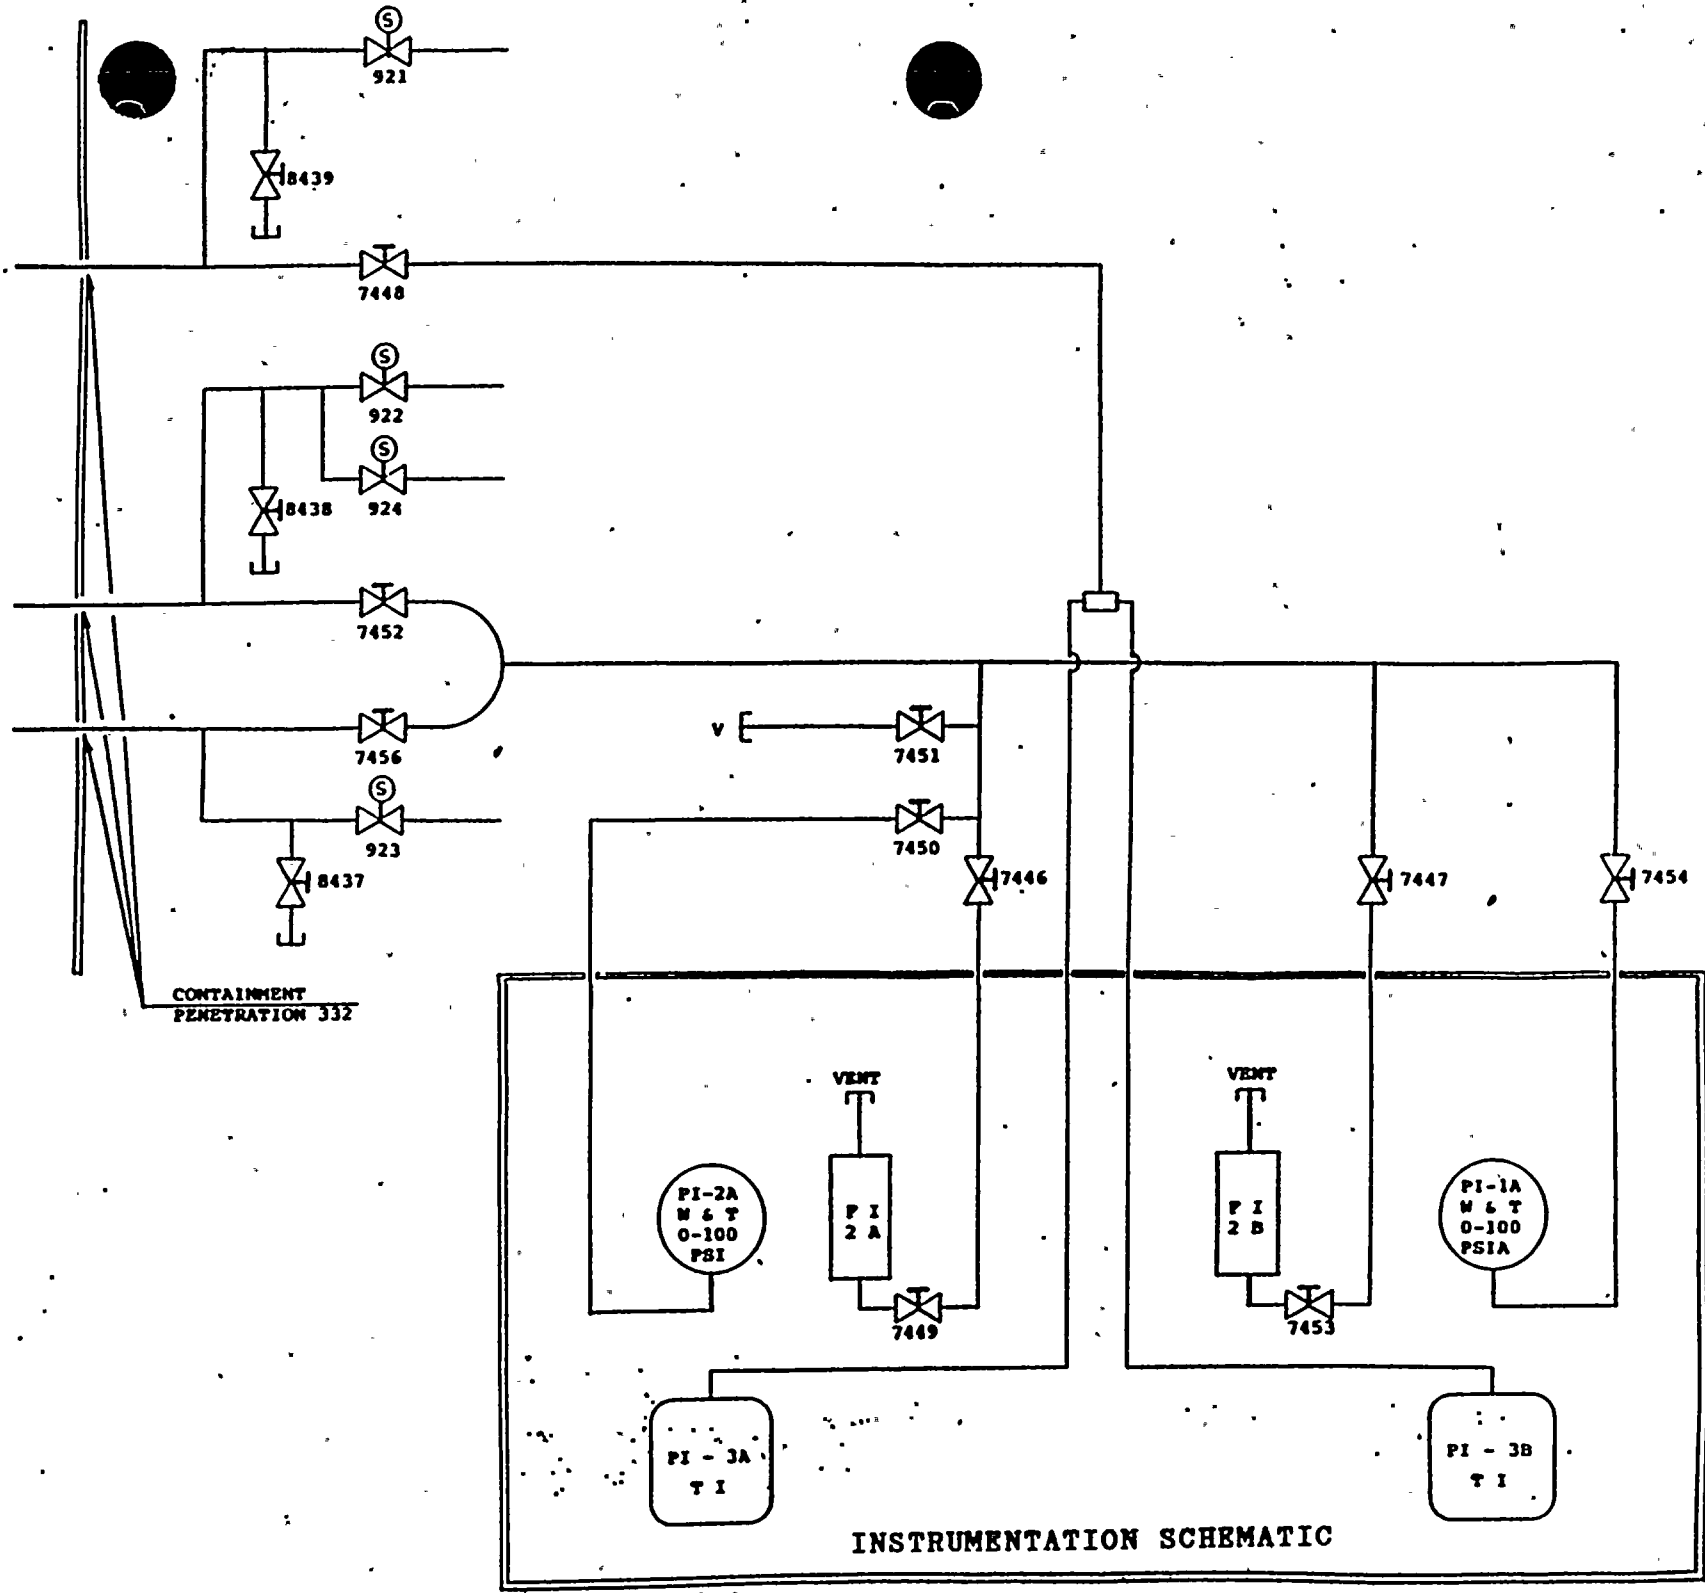 S
921
8439
7448
S
922
S
924
8438
7452
7456
V
7451
S
923
7450
8437
7446
7447
7454
CONTAINMENT
PENETRATION 332
VENT
VENT
PI-2A
W & T
0-100
PSI
F I
2 A
F I
2 B
PI-1A
W & T
0-100
PSIA
7449
7453
PI - 3A
T I
PI - 3B
T I
INSTRUMENTATION SCHEMATIC